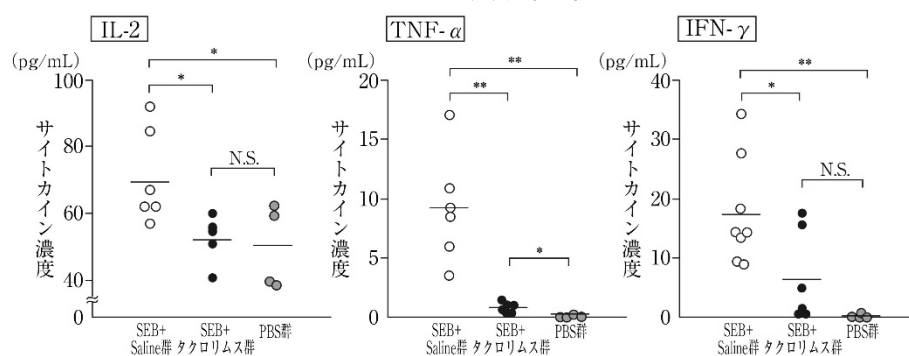 IL-2
(pg/mL)
サイトカイン濃度
100
80
60
40
0
*
*
N.S.
SEB+
Saline群
SEB+
タクロリムス群
PBS群
TNF-α
(pg/mL)
サイトカイン濃度
20
15
10
5
0
**
**
*
SEB+
Saline群
SEB+
タクロリムス群
PBS群
IFN-γ
(pg/mL)
サイトカイン濃度
40
30
20
10
0
**
*
N.S.
SEB+
Saline群
SEB+
タクロリムス群
PBS群